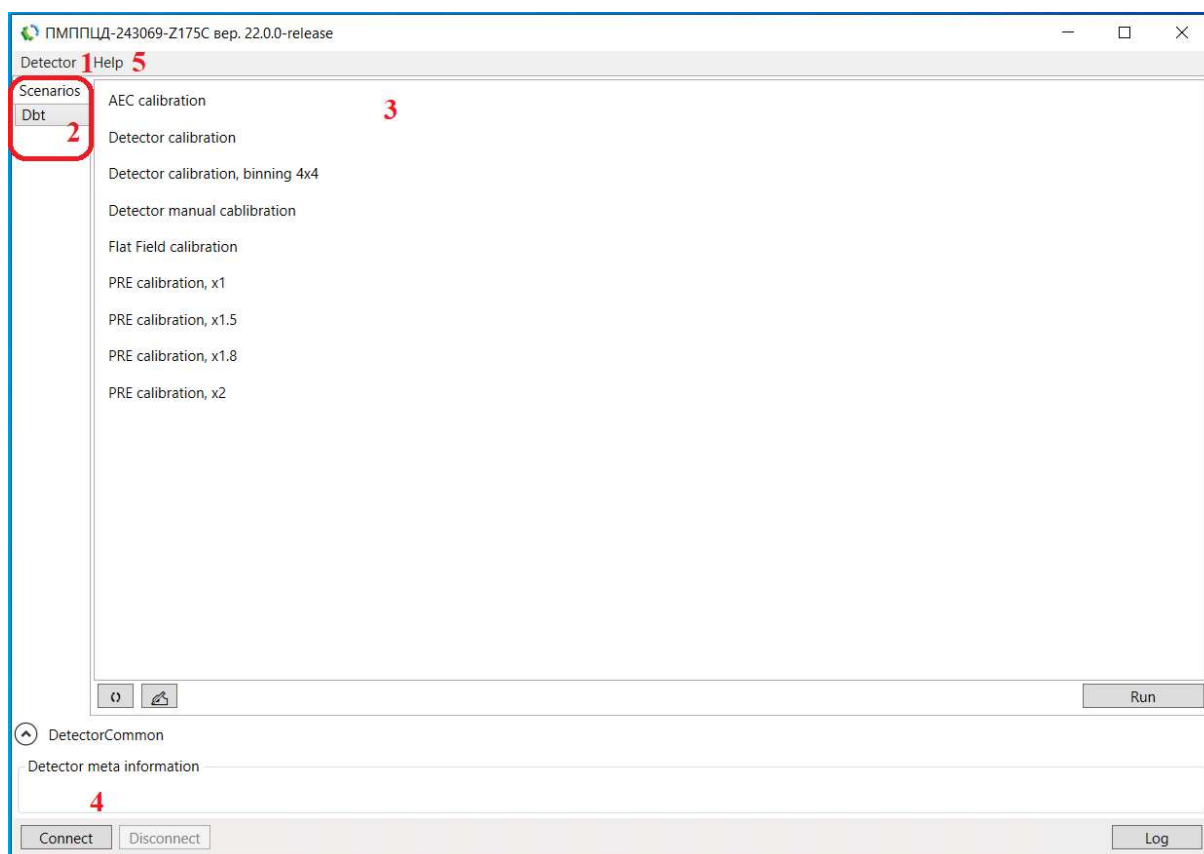 ПМППЦД-243069-Z175C вер. 22.0.0-release
Detector 1 Help 5
Scenarios
Dbt
2
3
AEC calibration
Detector calibration
Detector calibration, binning 4x4
Detector manual cablibration
Flat Field calibration
PRE calibration, x1
PRE calibration, x1.5
PRE calibration, x1.8
PRE calibration, x2
Run
DetectorCommon
Detector meta information
4
Connect Disconnect Log